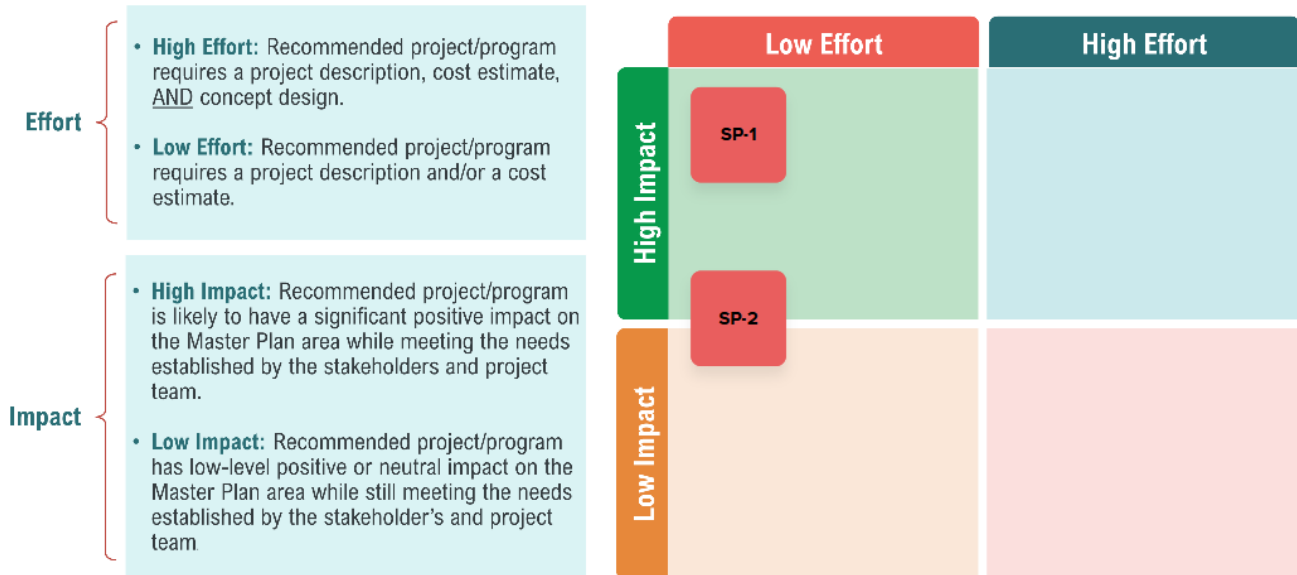 Effort
• High Effort: Recommended project/program
requires a project description, cost estimate,
AND concept design.
• Low Effort: Recommended project/program
requires a project description and/or a cost
estimate.
Impact
• High Impact: Recommended project/program
is likely to have a significant positive impact on
the Master Plan area while meeting the needs
established by the stakeholders and project
team.
• Low Impact: Recommended project/program
has low-level positive or neutral impact on the
Master Plan area while still meeting the needs
established by the stakeholder’s and project
team.
Low Effort
High Effort
High Impact
SP-1
SP-2
Low Impact